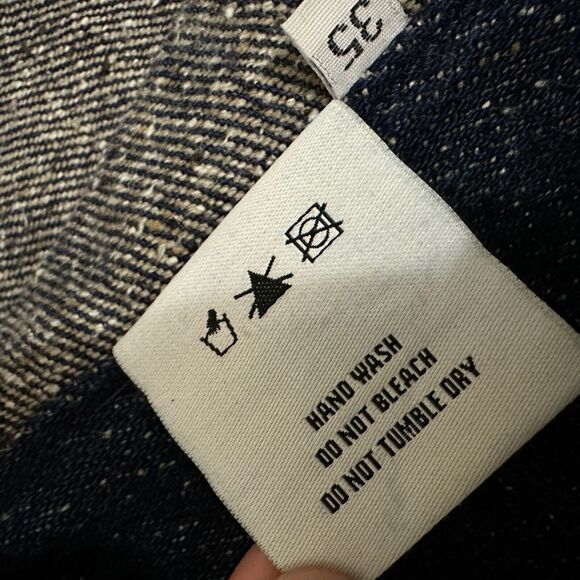 35
HAND WASH
DO NOT BLEACH
DO NOT TUMBLE DRY